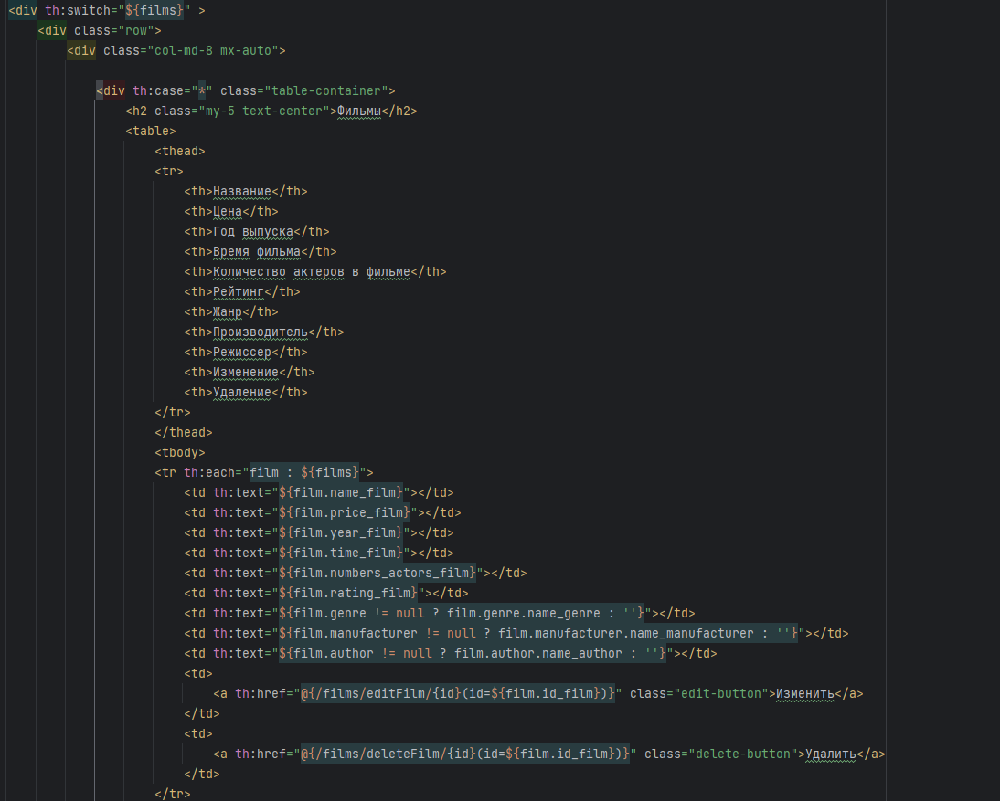 <div th:switch="${films}" >
<div class="row">
<div class="col-md-8 mx-auto">
<div th:case="*" class="table-container">
<h2 class="my-5 text-center">Фильмы</h2>
<table>
<thead>
<tr>
<th>Название</th>
<th>Цена</th>
<th>Год выпуска</th>
<th>Время фильма</th>
<th>Количество актеров в фильме</th>
<th>Рейтинг</th>
<th>Жанр</th>
<th>Производитель</th>
<th>Режиссер</th>
<th>Изменение</th>
<th>Удаление</th>
</tr>
</thead>
<tbody>
<tr th:each="film : ${films}">
<td th:text="${film.name_film}"></td>
<td th:text="${film.price_film}"></td>
<td th:text="${film.year_film}"></td>
<td th:text="${film.time_film}"></td>
<td th:text="${film.numbers_actors_film}"></td>
<td th:text="${film.rating_film}"></td>
<td th:text="${film.genre != null ? film.genre.name_genre : ''}"></td>
<td th:text="${film.manufacturer != null ? film.manufacturer.name_manufacturer : ''}"></td>
<td th:text="${film.author != null ? film.author.name_author : ''}"></td>
<td>
<a th:href="@{/films/editFilm/{id}(id=${film.id_film})}" class="edit-button">Изменить</a>
</td>
<td>
<a th:href="@{/films/deleteFilm/{id}(id=${film.id_film})}" class="delete-button">Удалить</a>
</td>
</tr>